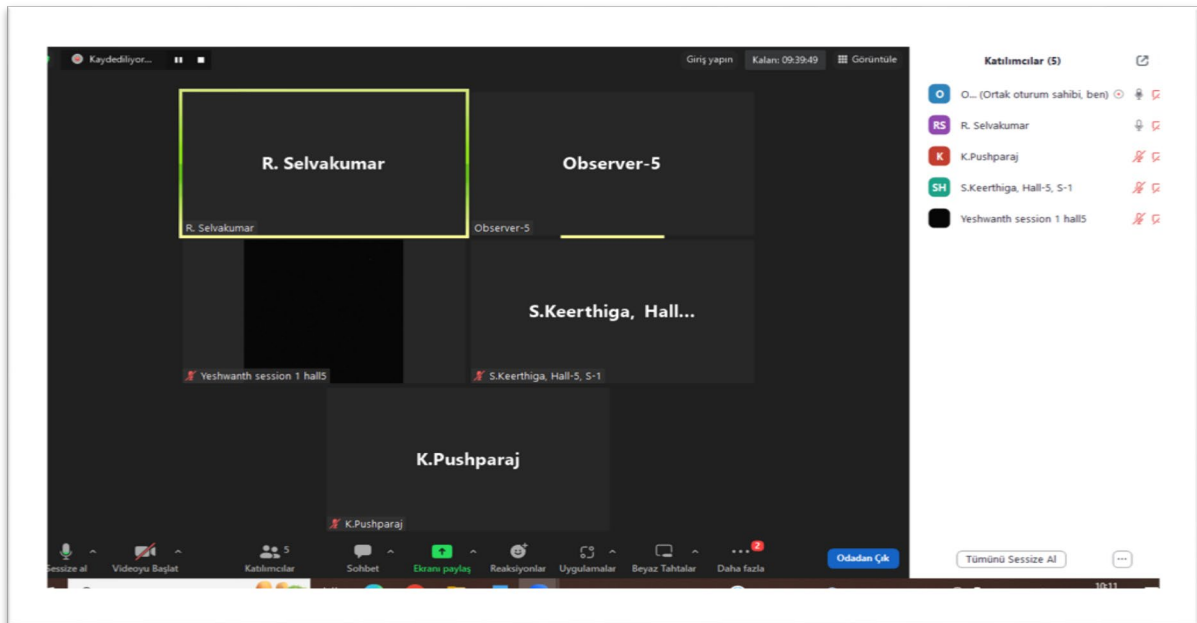 Kaydediliyor...
Giriş yapın
Kalan: 09:39:49
Görüntüle
R. Selvakumar
R. Selvakumar
Observer-5
Observer-5
Yeshwanth session 1 hall5
S.Keerthiga, Hall...
S.Keerthiga, Hall-5, S-1
K.Pushparaj
K.Pushparaj
Sessize al
Videoyu Başlat
5
Katılımcılar
Sohbet
Ekranı paylaş
Reaksiyonlar
Uygulamalar
Beyaz Tahtalar
2
Daha fazla
Odadan Çık
Katılımcılar (5)
O O... (Ortak oturum sahibi, ben)
RS R. Selvakumar
K K.Pushparaj
SH S.Keerthiga, Hall-5, S-1
Yeshwanth session 1 hall5
Tümünü Sessize Al
10:11